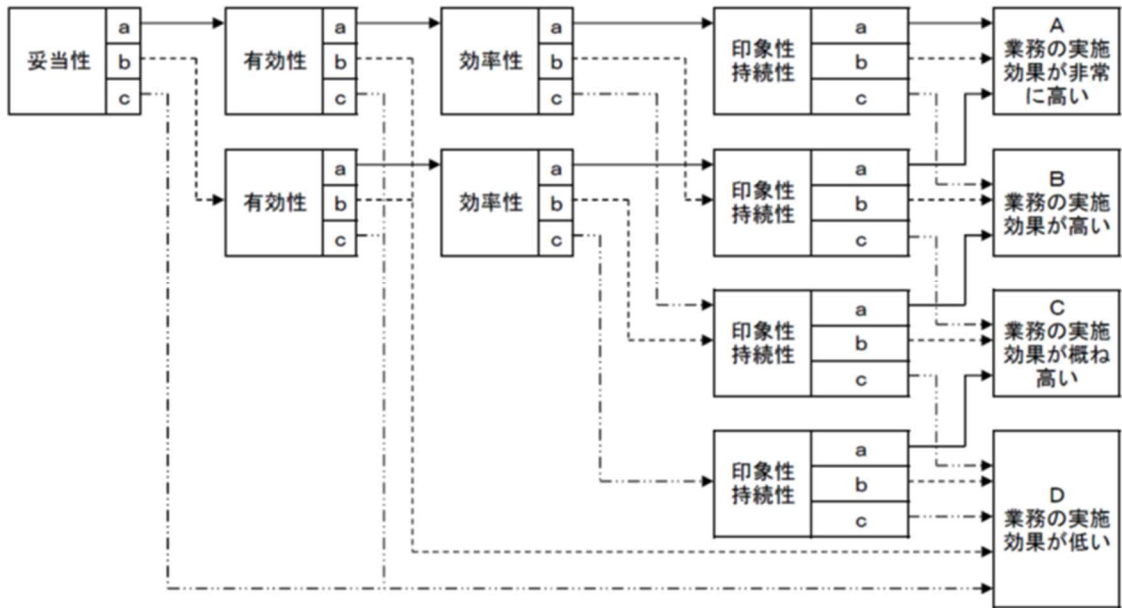 妥当性
a
b
c
有効性
a
b
c
効率性
a
b
c
印象性
持続性
a
b
c
A
業務の実施
効果が非常
に高い
有効性
a
b
c
効率性
a
b
c
印象性
持続性
a
b
c
B
業務の実施
効果が高い
印象性
持続性
a
b
c
C
業務の実施
効果が概ね
高い
印象性
持続性
a
b
c
D
業務の実施
効果が低い